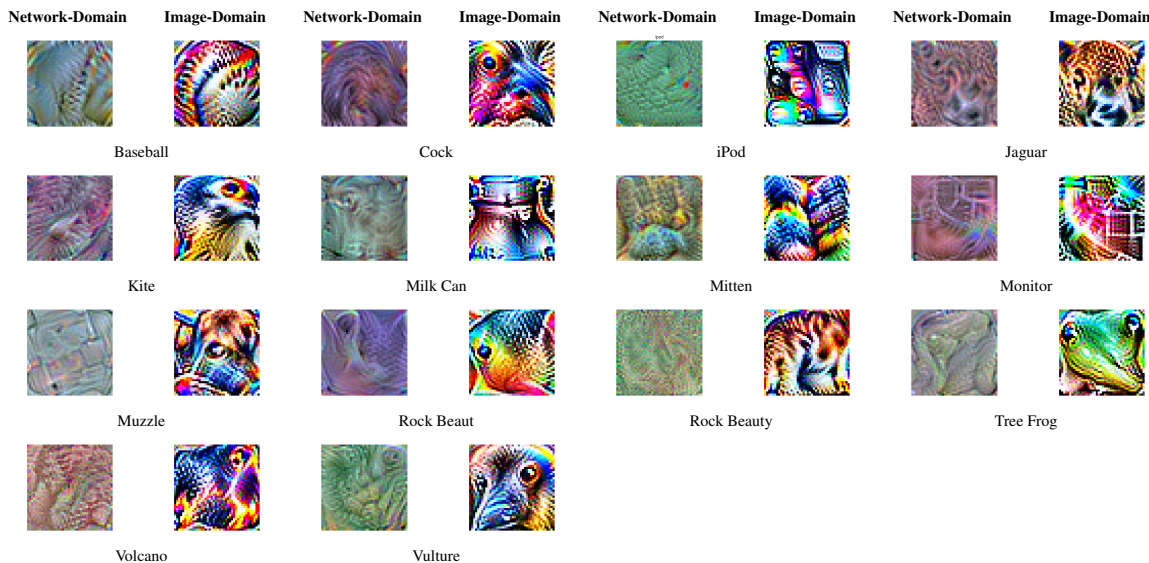 Network-Domain Image-Domain Network-Domain Image-Domain Network-Domain Image-Domain Network-Domain Image-Domain
ipod
Baseball Cock iPod Jaguar
Kite Milk Can Mitten Monitor
Muzzle Rock Beaut Rock Beauty Tree Frog
Volcano Vulture